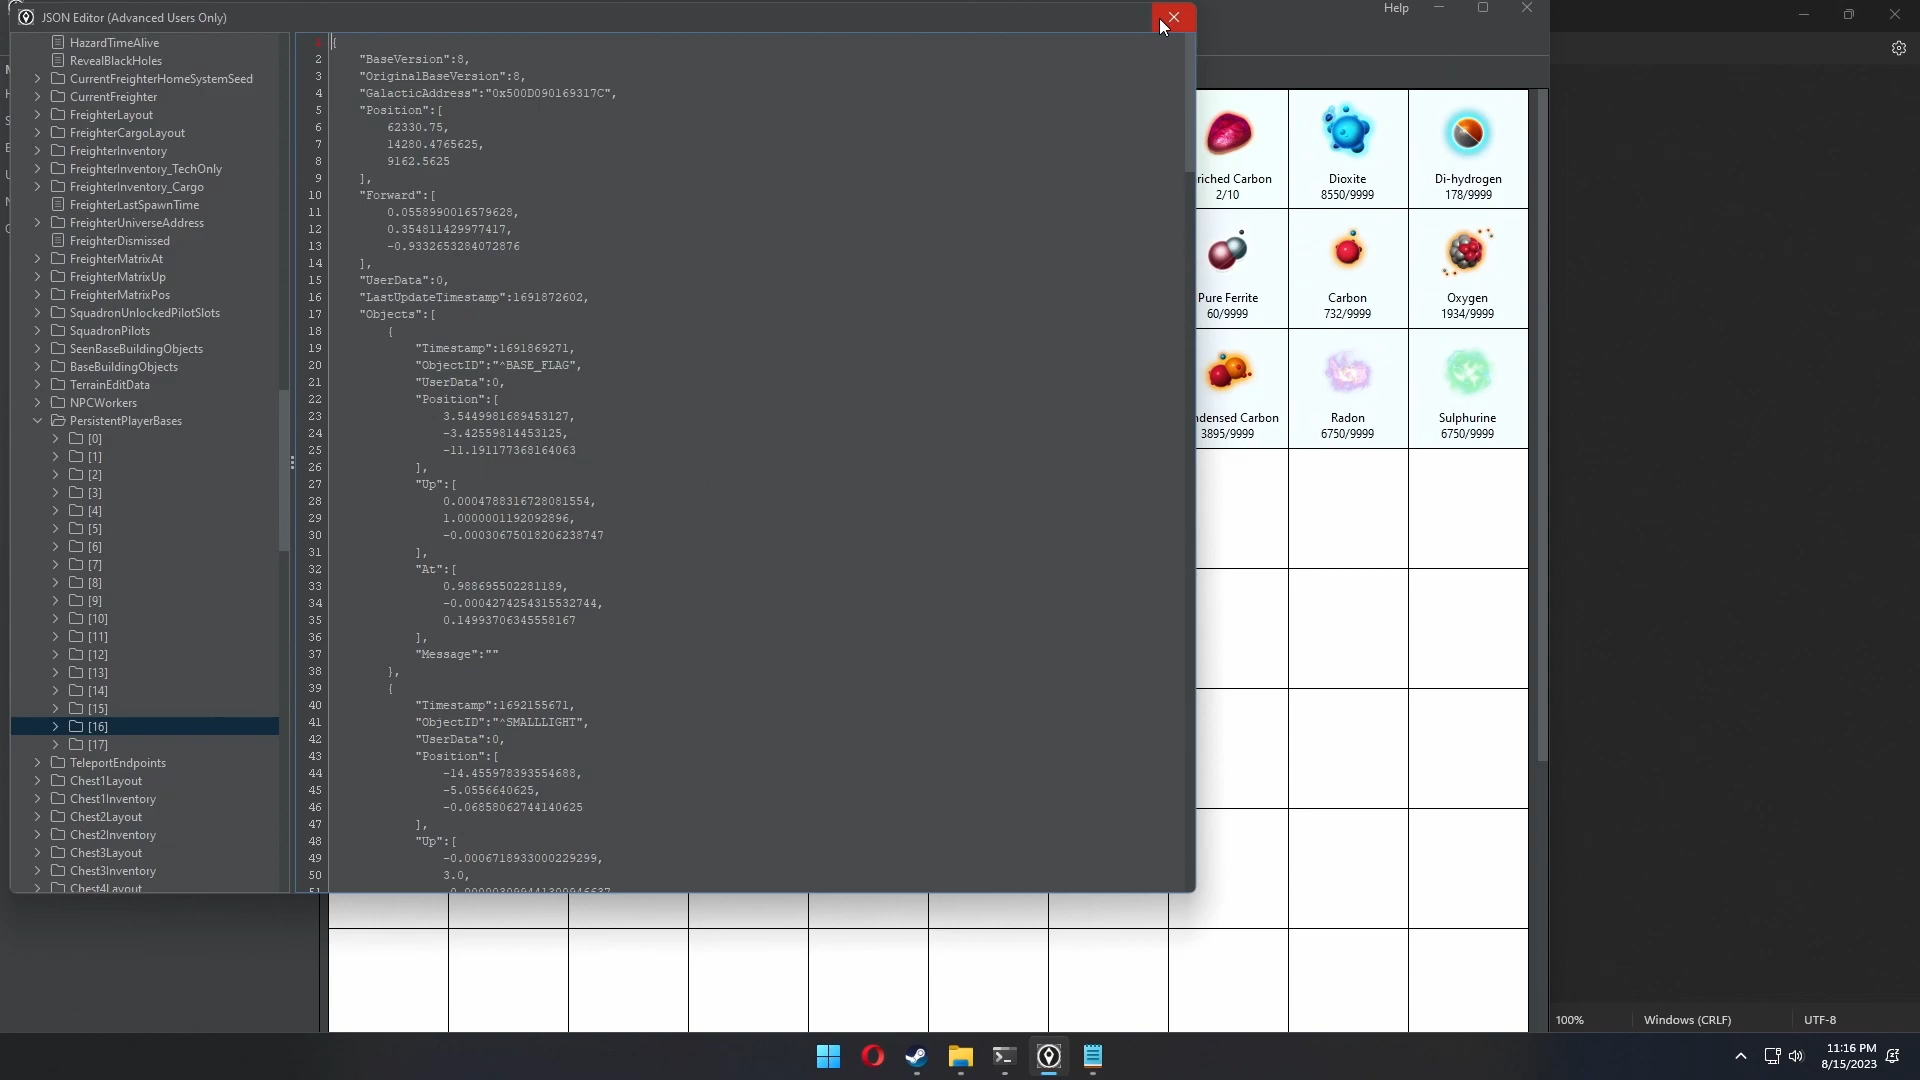 JSON Editor (Advanced Users Only)
Help
HazardTimeAlive
RevealBlackHoles
CurrentFreighterHomeSystemSeed
CurrentFreighter
FreighterLayout
FreighterCargoLayout
FreighterInventory
FreighterInventory_TechOnly
FreighterInventory_Cargo
FreighterLastSpawnTime
FreighterUniverseAddress
FreighterDismissed
FreighterMatrixAt
FreighterMatrixUp
FreighterMatrixPos
SquadronUnlockedPilotSlots
SquadronPilots
SeenBaseBuildingObjects
BaseBuildingObjects
TerrainEditData
NPCWorkers
PersistentPlayerBases
[0]
[1]
[2]
[3]
[4]
[5]
[6]
[7]
[8]
[9]
[10]
[11]
[12]
[13]
[14]
[15]
[16]
[17]
TeleportEndpoints
Chest1Layout
Chest1Inventory
Chest2Layout
Chest2Inventory
Chest3Layout
Chest3Inventory
Chest4Layout
1 {
2 "BaseVersion":8,
3 "OriginalBaseVersion":8,
4 "GalacticAddress":"0x500D090169317C",
5 "Position":[
6 62330.75,
7 14280.4765625,
8 9162.5625
9 ],
10 "Forward":[
11 0.0558990016579628,
12 0.354811429977417,
13 -0.9332653284072876
14 ],
15 "UserData":0,
16 "LastUpdateTimestamp":1691872602,
17 "Objects":[
18 {
19 "Timestamp":1691869271,
20 "ObjectID":"^BASE_FLAG",
21 "UserData":0,
22 "Position":[
23 3.5449981689453127,
24 -3.42559814453125,
25 -11.191177368164063
26 ],
27 "Up":[
28 0.0004788316728081554,
29 1.0000001192092896,
30 -0.00030675018206238747
31 ],
32 "At":[
33 0.988695502281189,
34 -0.0004274254315532744,
35 0.14993706345558167
36 ],
37 "Message":""
38 },
39 {
40 "Timestamp":1692155671,
41 "ObjectID":"^SMALLLIGHT",
42 "UserData":0,
43 "Position":[
44 -14.455978393554688,
45 -5.0556640625,
46 -0.06858062744140625
47 ],
48 "Up":[
49 -0.0006718933000229299,
50 3.0,
51
riched Carbon
2/10
Dioxite
8550/9999
Di-hydrogen
178/9999
Pure Ferrite
60/9999
Carbon
732/9999
Oxygen
1934/9999
ndensed Carbon
3895/9999
Radon
6750/9999
Sulphurine
6750/9999
100%
Windows (CRLF)
UTF-8
11:16 PM
8/15/2023